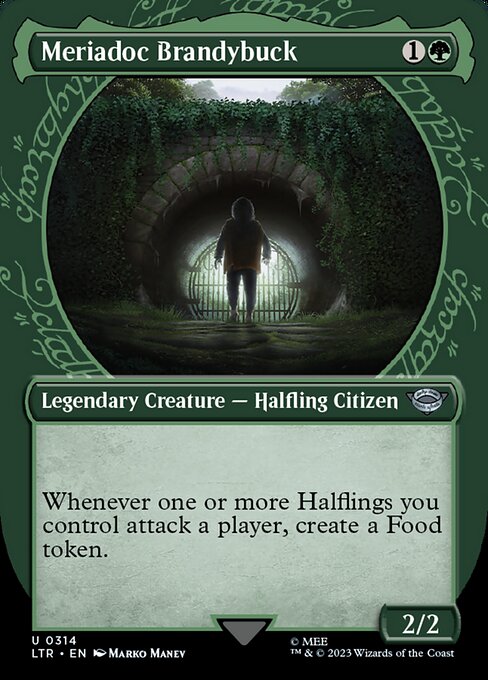 Meriadoc Brandybuck 1
Legendary Creature — Halfling Citizen
Whenever one or more Halflings you
control attack a player, create a Food
token.
2/2
U 0314
LTR • EN Marko Maney
© MEE
™ & © 2023 Wizards of the Coast